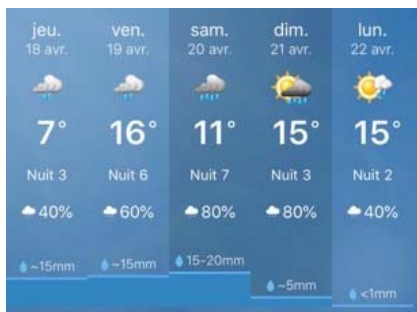 jeu. ven. sam. dim. lun.
18 avr. 19 avr. 20 avr. 21 avr. 22 avr.
7° 16° 11° 15° 15°
Nuit 3 Nuit 6 Nuit 7 Nuit 3 Nuit 2
40% 60% 80% 80% 40%
~15mm ~15mm 15-20mm ~5mm <1mm